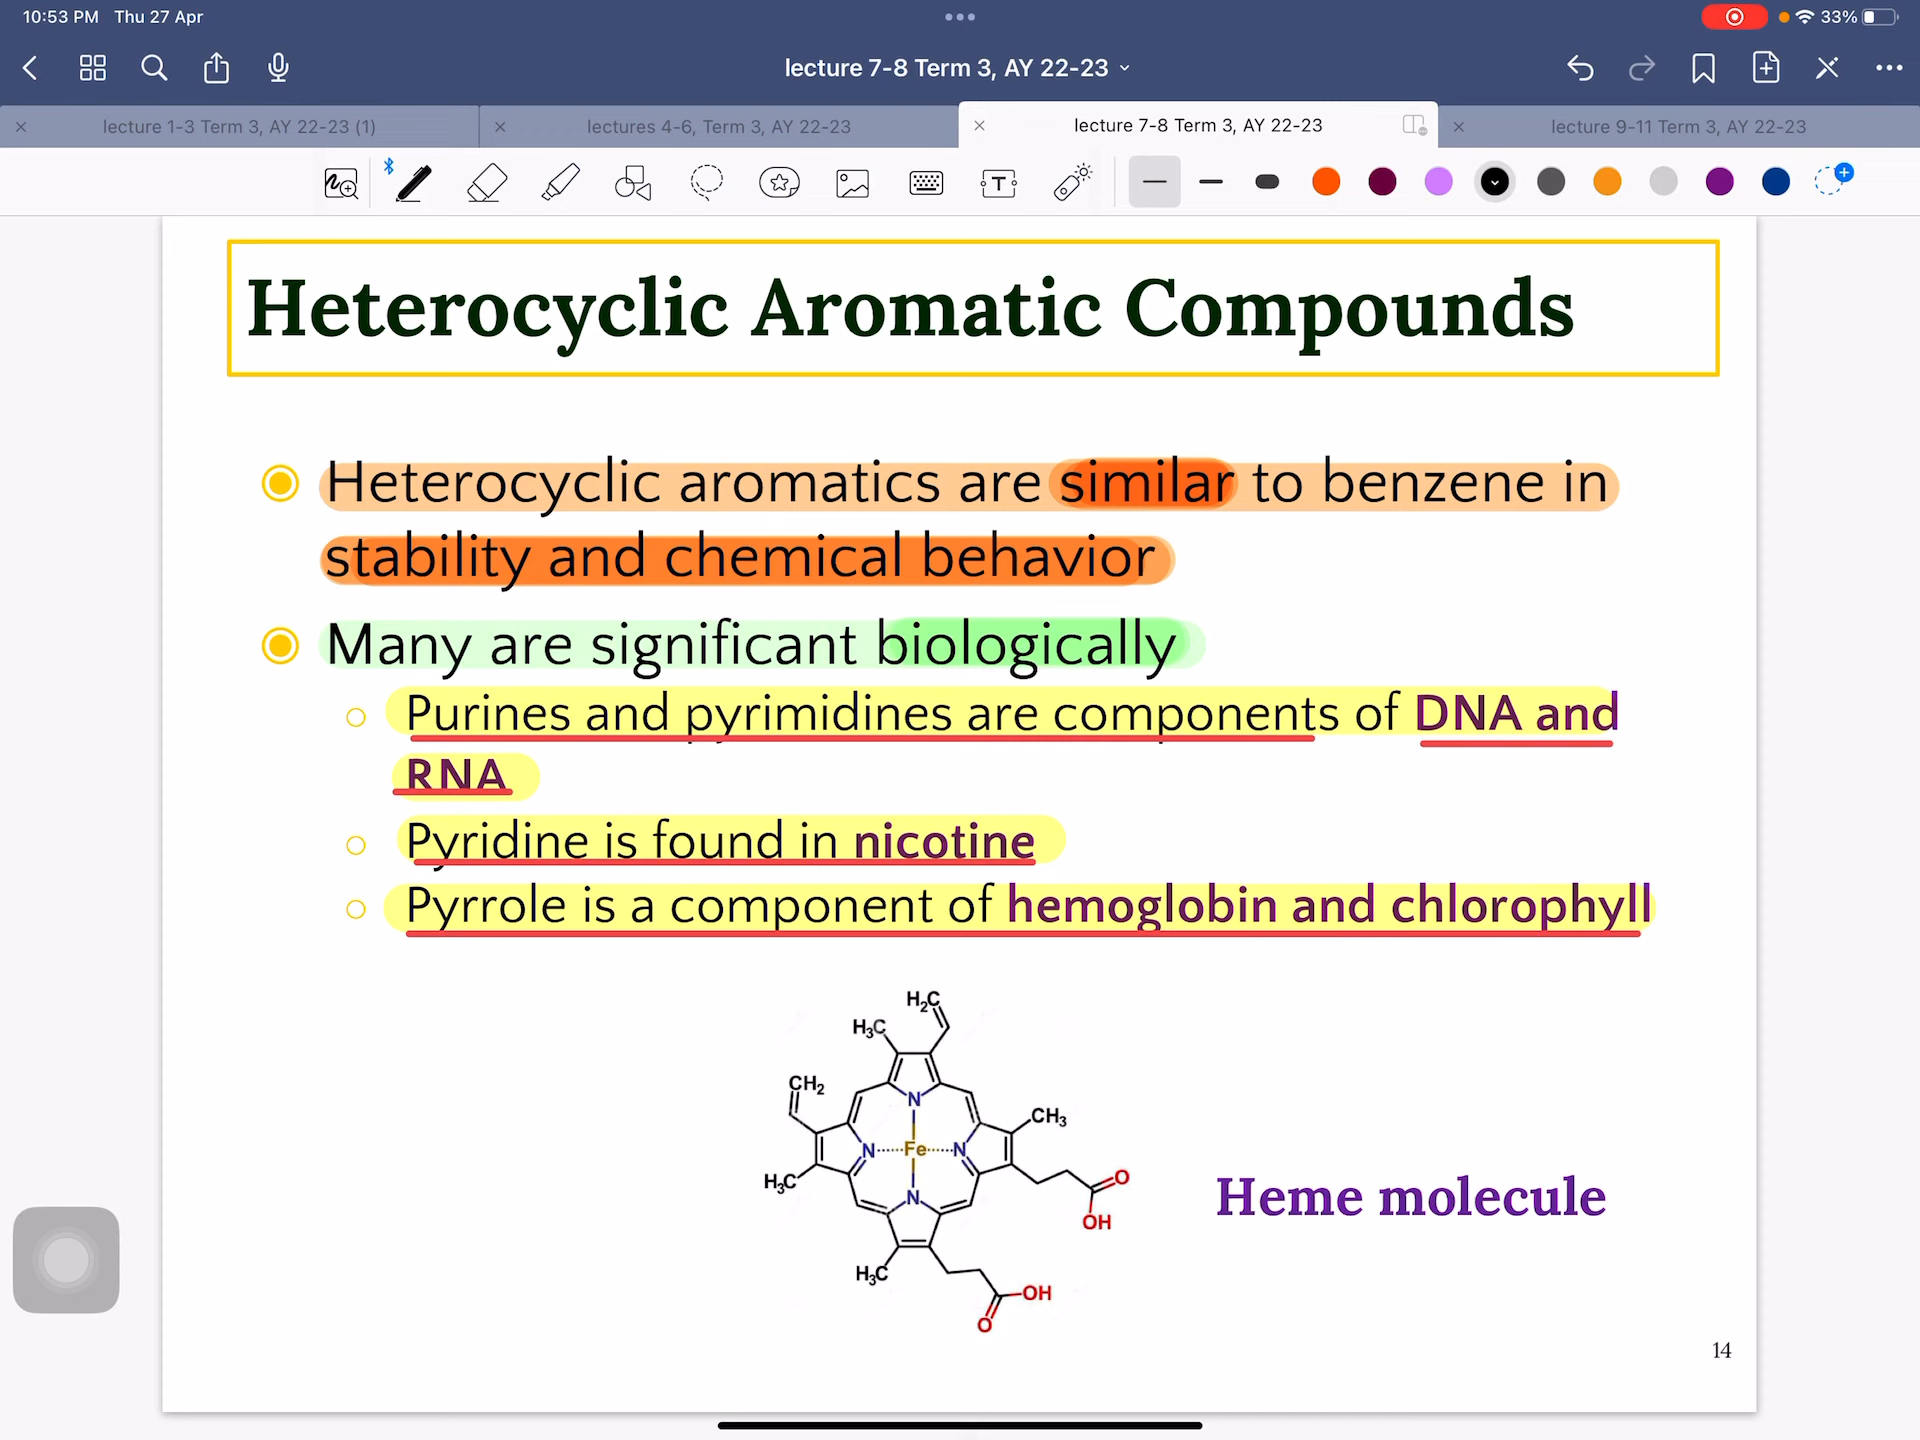 10:53 PM Thu 27 Apr
33%
lecture 7-8 Term 3, AY 22-23
lecture 1-3 Term 3, AY 22-23 (1)
lectures 4-6, Term 3, AY 22-23
lecture 7-8 Term 3, AY 22-23
lecture 9-11 Term 3, AY 22-23
Heterocyclic Aromatic Compounds
Heterocyclic aromatics are similar to benzene in
stability and chemical behavior
Many are significant biologically
Purines and pyrimidines are components of DNA and
RNA
Pyridine is found in nicotine
Pyrrole is a component of hemoglobin and chlorophyll
H₂C
H₃C
CH₂
N
CH₃
N Fe N
H₃C
O
N
OH
H₃C
OH
O
Heme molecule
14